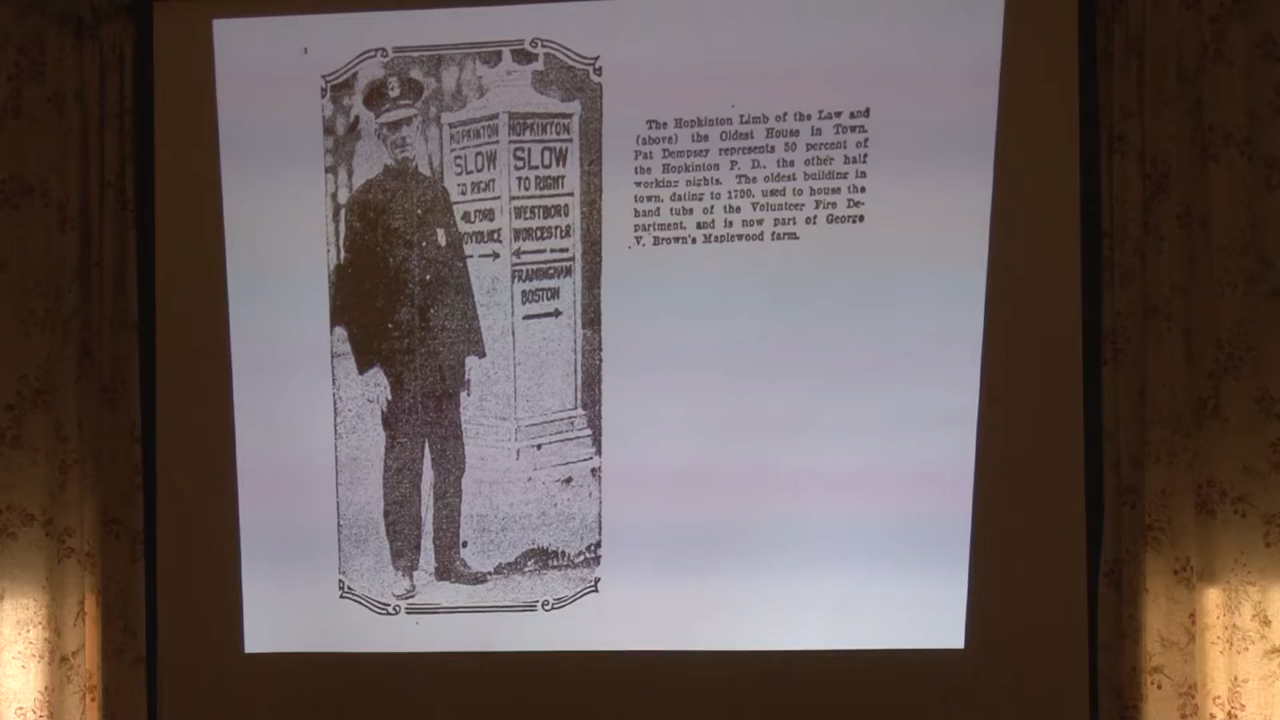 HOPKINTON
SLOW
TO RIGHT
HOPKINTON
SLOW
TO RIGHT
WESTBORO
WORCESTER
FRAMINGHAM
BOSTON
The Hopkinton Limb of the Law and
(above) the Oldest House in Town.
Pat Dempsey represents 50 percent of
the Hopkinton P. D., the other half
working nights. The oldest building in
town, dating to 1700, used to house the
hand tubs of the Volunteer Fire De-
partment, and is now part of George
V. Brown's Maplewood farm.